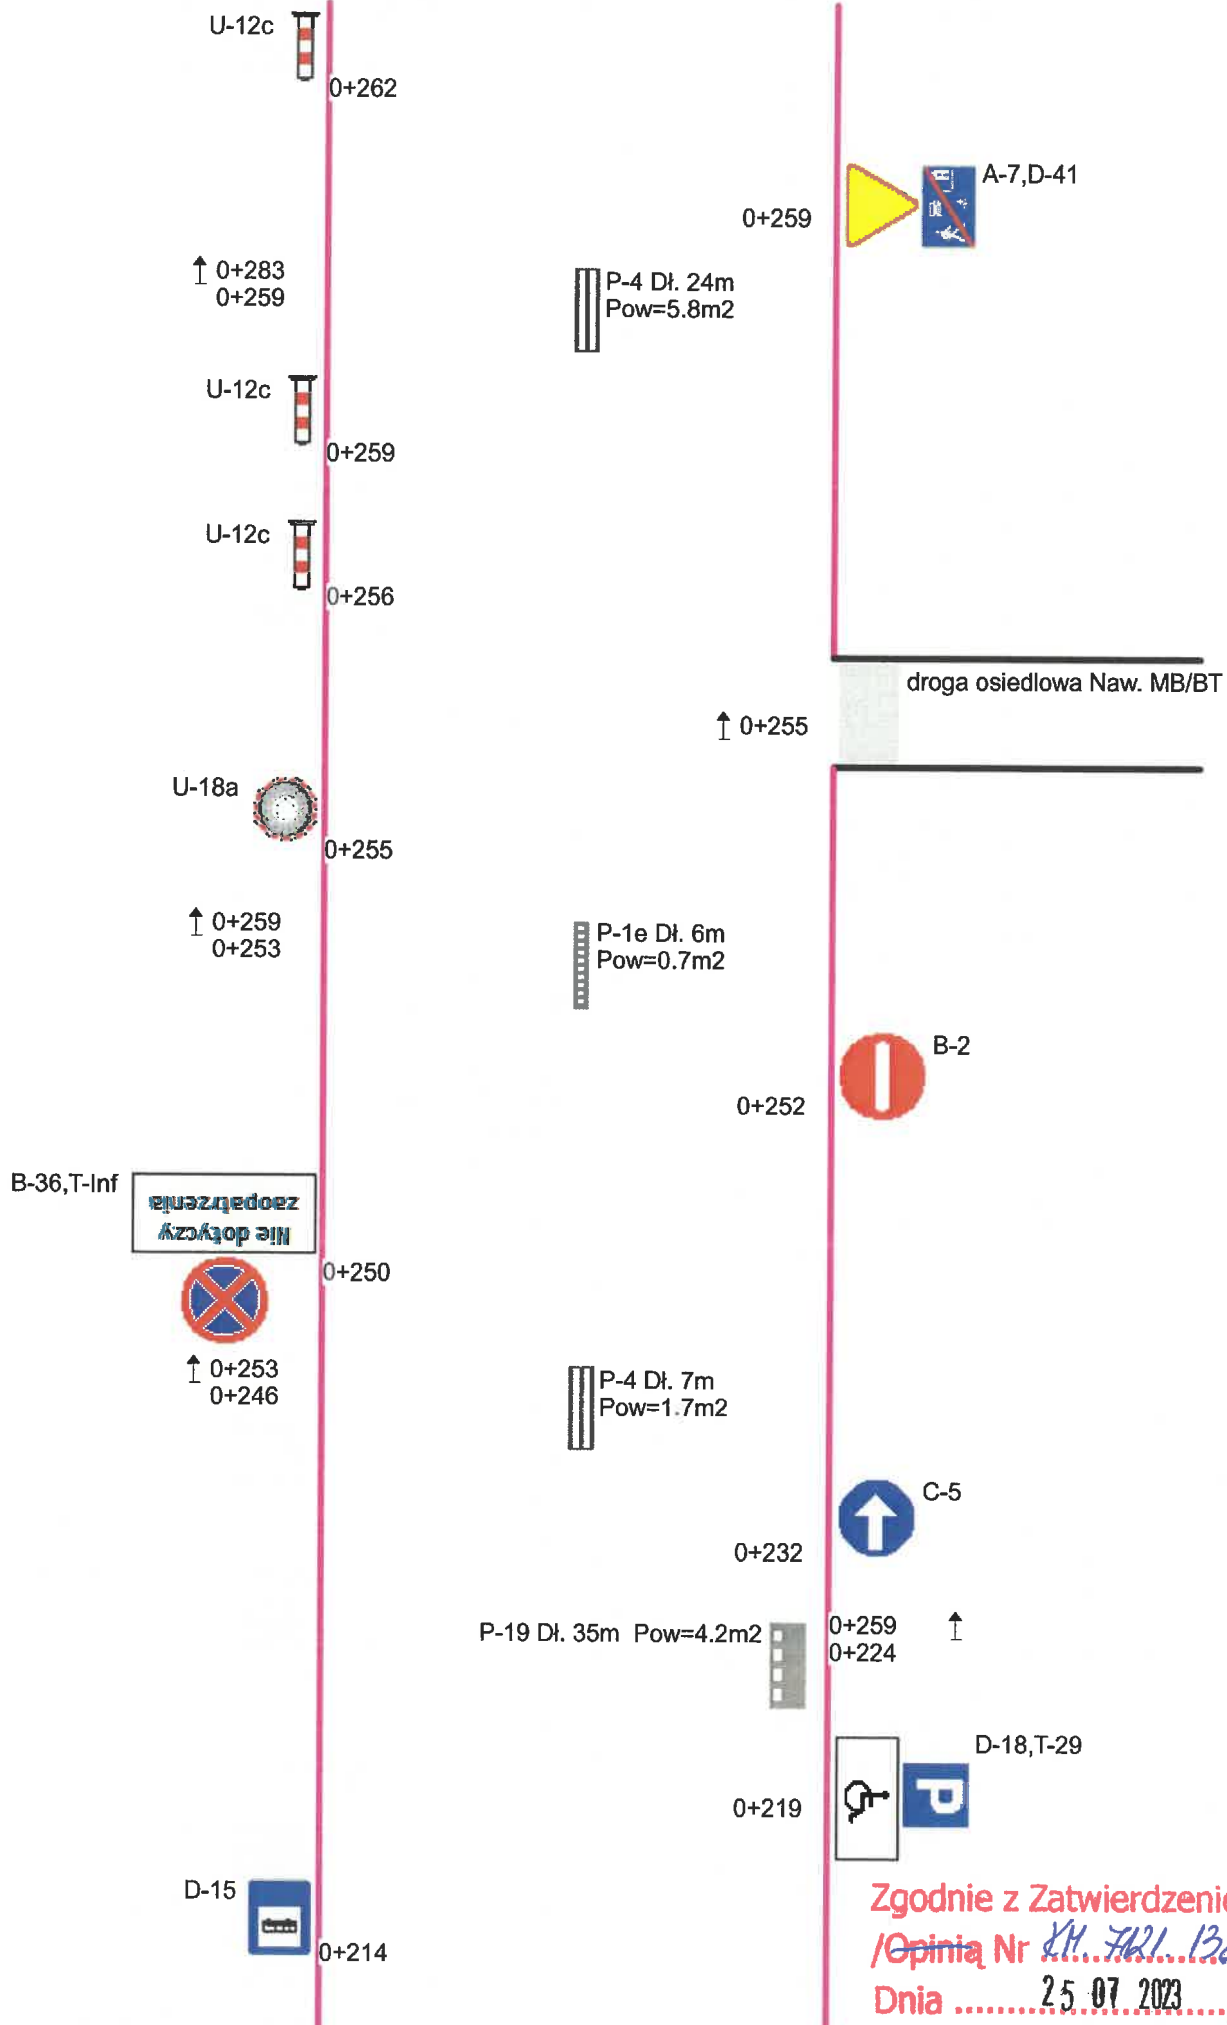 U-12c
0+262
A-7,D-41
0+259
0+283
0+259
P-4 Dł. 24m
Pow=5.8m2
U-12c
0+259
U-12c
0+256
droga osiedlowa Naw. MB/BT
0+255
U-18a
0+255
0+259
0+253
P-1e Dł. 6m
Pow=0.7m2
B-2
0+252
B-36,T-Inf
Nie dotyczy
zaopatrzenia
0+250
0+253
0+246
P-4 Dł. 7m
Pow=1.7m2
C-5
0+232
P-19 Dł. 35m Pow=4.2m2
0+259
0+224
D-18,T-29
P
0+219
D-15
0+214
Zgodnie z Zatwierdzenie
/Opinią Nr
Dnia 25 07 2023